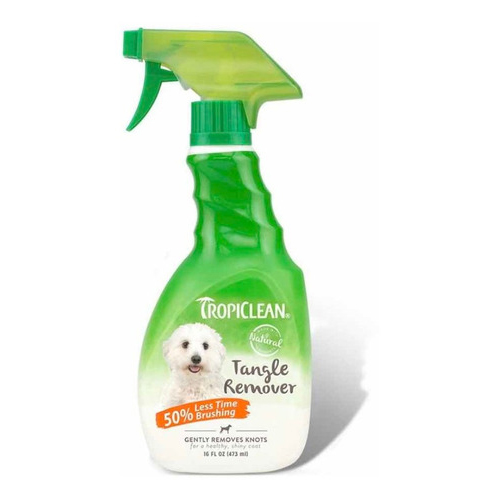 TROPICLEAN®
Natural
Tangle
Remover
50% Less Time
Brushing
GENTLY REMOVES KNOTS
for a healthy, shiny coat
16 FL OZ (473 ml)